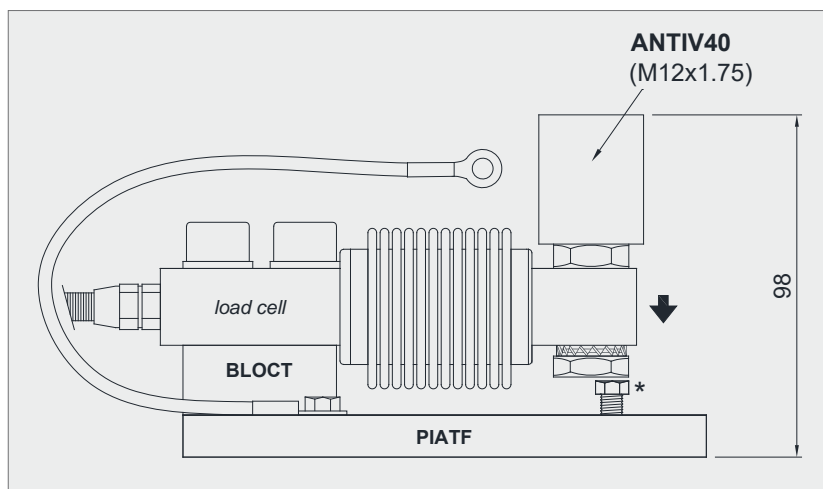 ANTIV40
(M12x1.75)
98
load cell
BLOCT
*
PIATF